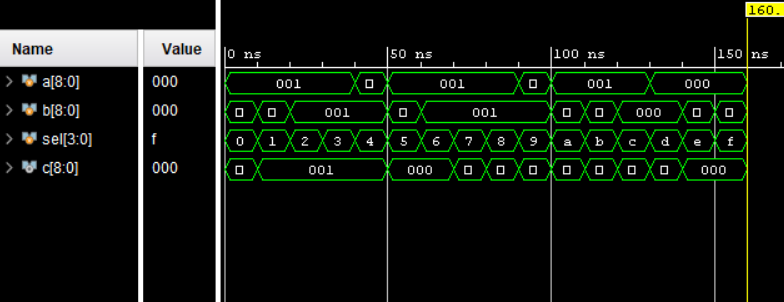 160.
Name Value
0 ns 50 ns 100 ns 150 ns
a[8:0] 000 001 001 001 000
b[8:0] 000 001 001 000
sel[3:0] f 0 1 2 3 4 5 6 7 8 9 a b c d e f
c[8:0] 000 001 000 000